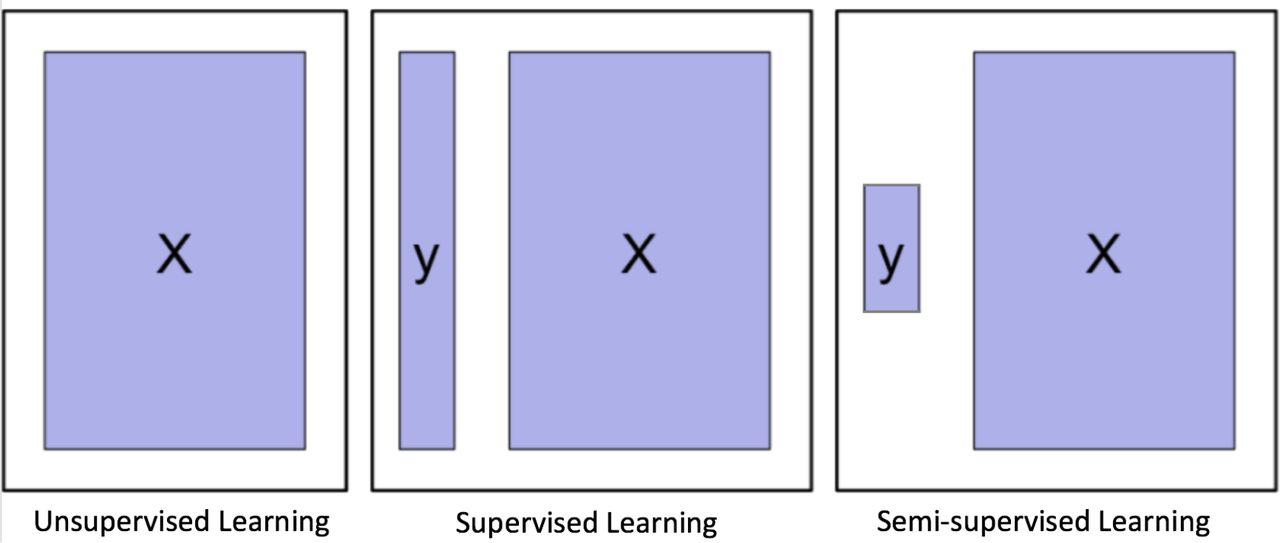 X
y
X
y
X
Unsupervised Learning
Supervised Learning
Semi-supervised Learning